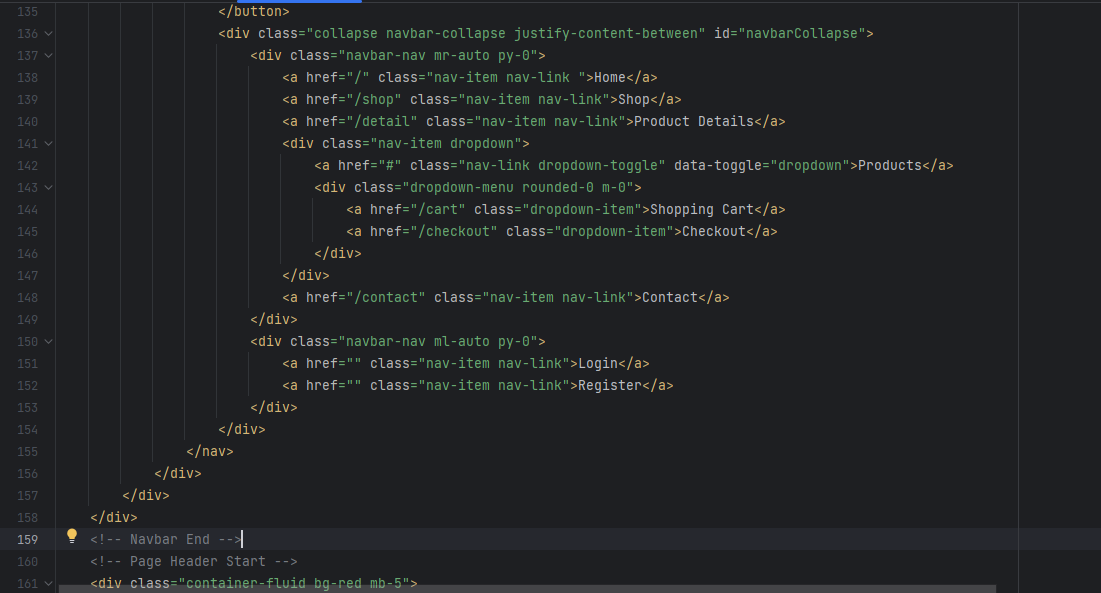 135 </button>
136 <div class="collapse navbar-collapse justify-content-between" id="navbarCollapse">
137 <div class="navbar-nav mr-auto py-0">
138 <a href="/" class="nav-item nav-link ">Home</a>
139 <a href="/shop" class="nav-item nav-link">Shop</a>
140 <a href="/detail" class="nav-item nav-link">Product Details</a>
141 <div class="nav-item dropdown">
142 <a href="#" class="nav-link dropdown-toggle" data-toggle="dropdown">Products</a>
143 <div class="dropdown-menu rounded-0 m-0">
144 <a href="/cart" class="dropdown-item">Shopping Cart</a>
145 <a href="/checkout" class="dropdown-item">Checkout</a>
146 </div>
147 </div>
148 <a href="/contact" class="nav-item nav-link">Contact</a>
149 </div>
150 <div class="navbar-nav ml-auto py-0">
151 <a href="" class="nav-item nav-link">Login</a>
152 <a href="" class="nav-item nav-link">Register</a>
153 </div>
154 </div>
155 </nav>
156 </div>
157 </div>
158 </div>
159 <!-- Navbar End -->
160 <!-- Page Header Start -->
161 <div class="container-fluid bg-red mb-5">